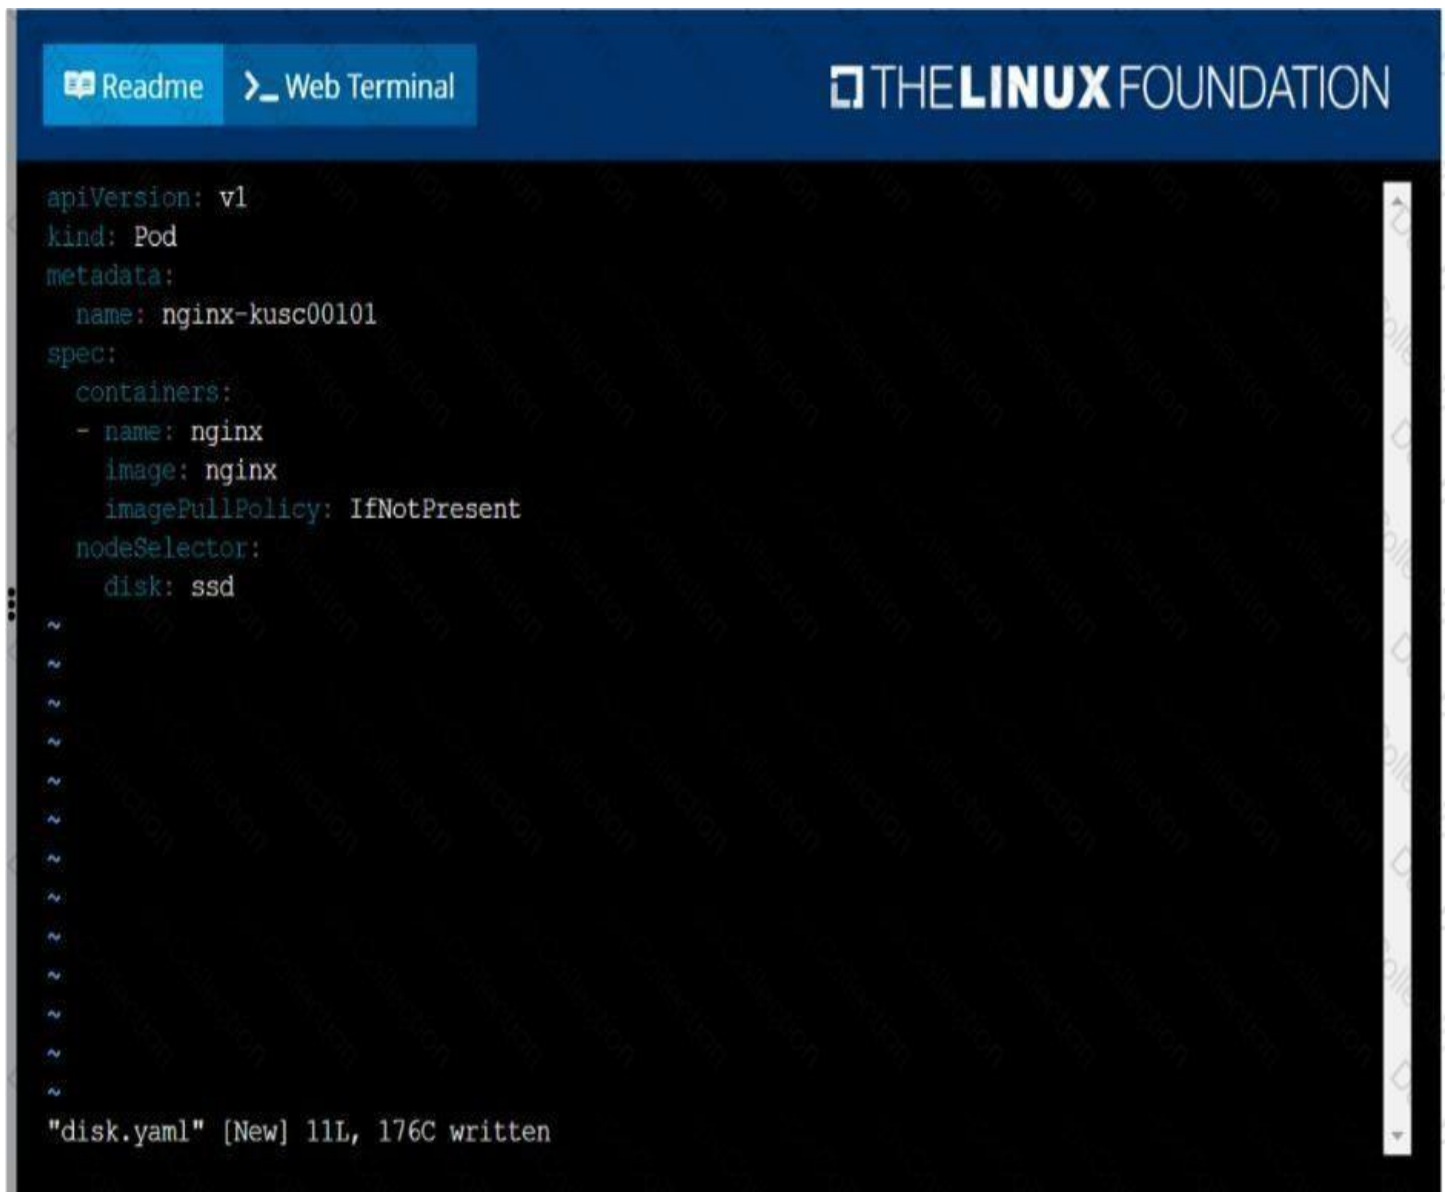 Readme >_ Web Terminal THE LINUX FOUNDATION
apiVersion: v1
kind: Pod
metadata:
  name: nginx-kusc00101
spec:
  containers:
  - name: nginx
    image: nginx
    imagePullPolicy: IfNotPresent
  nodeSelector:
    disk: ssd
~
~
~
~
~
~
~
~
~
~
~
~
~
"disk.yaml" [New] 11L, 176C written